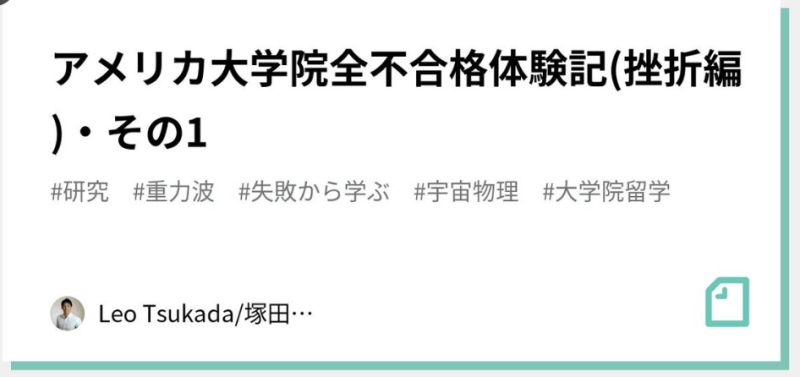 アメリカ大学院全不合格体験記(挫折編
)・その1
#研究 #重力波 #失敗から学ぶ #宇宙物理 #大学院留学
Leo Tsukada/塚田…